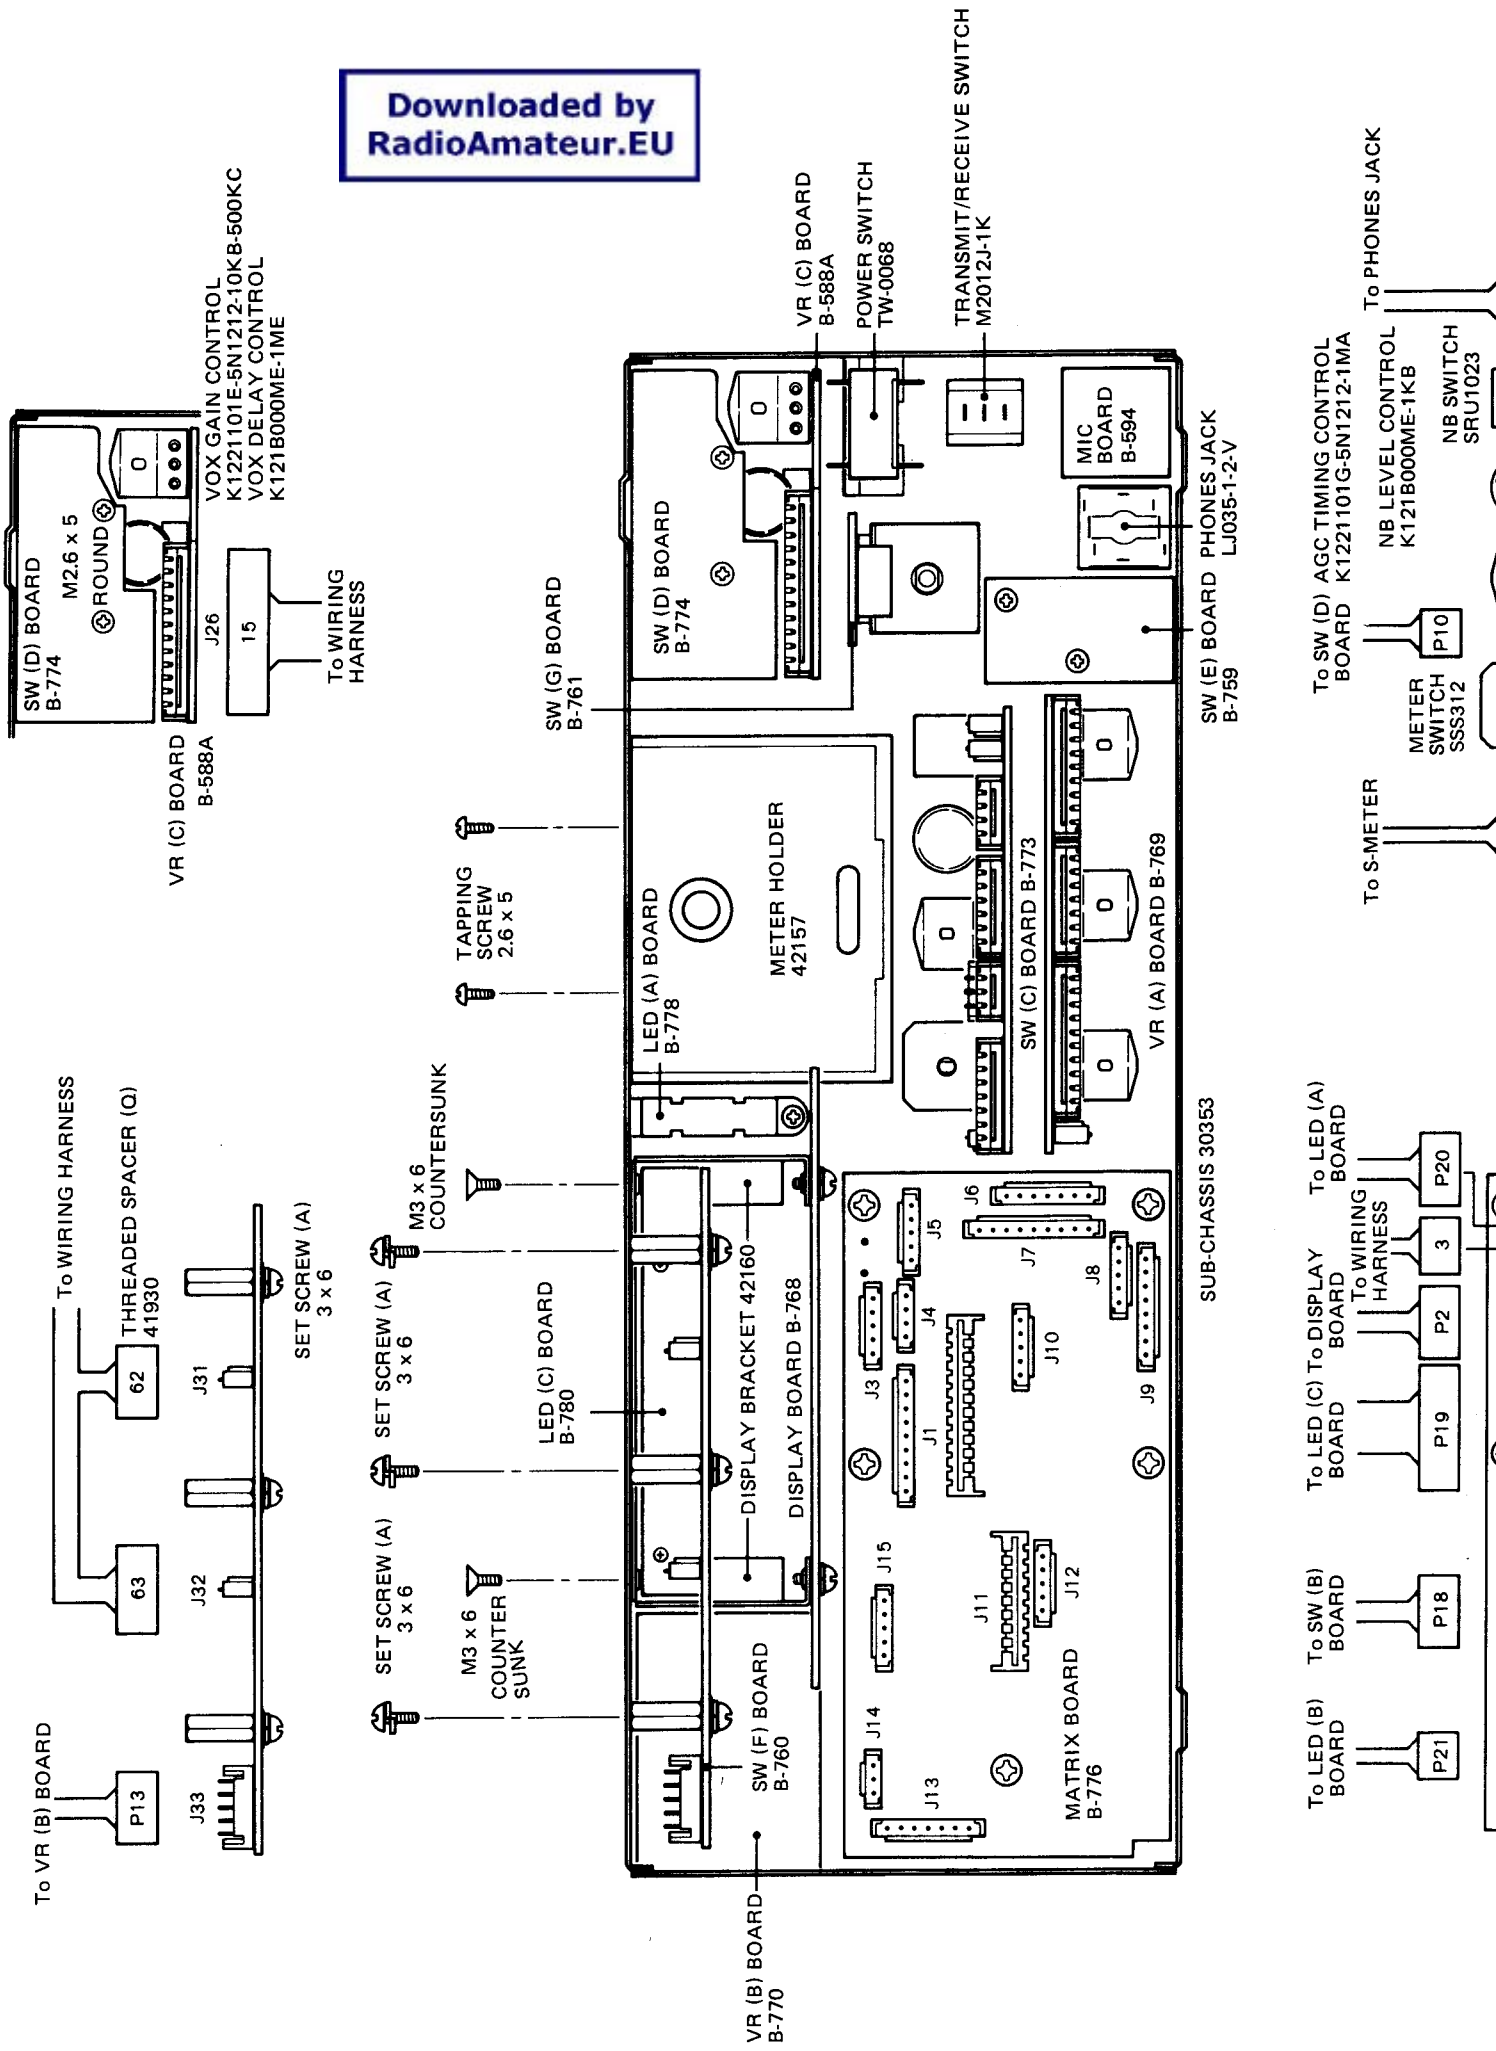 Downloaded by
RadioAmateur.EU
To VR (B) BOARD
P13
J33
To WIRING HARNESS
63
J32
62
J31
THREADED SPACER (Q)
41930
SET SCREW (A)
3 x 6
SW (D) BOARD
B-774
M2.6 x 5
ROUND
VR (C) BOARD
B-588A
J26
15
To WIRING
HARNESS
VOX GAIN CONTROL
K1221101E-5N1212-10KB-500KC
VOX DELAY CONTROL
K121B000ME-1ME
SET SCREW (A)
3 x 6
SET SCREW (A)
3 x 6
M3 x 6
COUNTERSUNK
M3 x 6
COUNTER
SUNK
TAPPING
SCREW
2.6 x 5
LED (C) BOARD
B-780
SW (G) BOARD
B-761
LED (A) BOARD
B-778
SW (D) BOARD
B-774
VR (C) BOARD
B-588A
POWER SWITCH
TW-0068
TRANSMIT/RECEIVE SWITCH
M2012J-1K
METER HOLDER
42157
DISPLAY BRACKET 42160
DISPLAY BOARD B-768
SW (F) BOARD
B-760
VR (B) BOARD
B-770
J14
J13
J15
J3
J1
J4
J5
J6
J7
J8
J9
J10
J11
J12
MATRIX BOARD
B-776
SW (C) BOARD B-773
VR (A) BOARD B-769
MIC
BOARD
B-594
SUB-CHASSIS 30353
SW (E) BOARD
B-759
PHONES JACK
LJ035-1-2-V
To LED (B)
BOARD
P21
To SW (B)
BOARD
P18
To LED (C)
BOARD
P19
To DISPLAY
BOARD
P2
To WIRING
HARNESS
3
To LED (A)
BOARD
P20
To S-METER
METER
SWITCH
SSS312
To SW (D)
BOARD
P10
AGC TIMING CONTROL
K1221101G-5N1212-1MA
NB LEVEL CONTROL
K121B000ME-1KB
NB SWITCH
SRU1023
To PHONES JACK